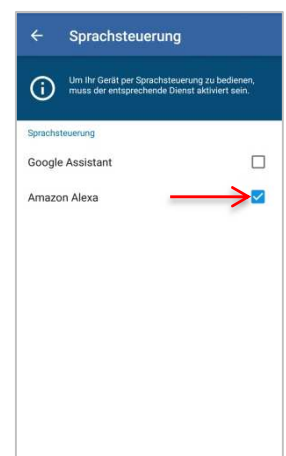 Sprachsteuerung
Um Ihr Gerät per Sprachsteuerung zu bedienen,
muss der entsprechende Dienst aktiviert sein.
Sprachsteuerung
Google Assistant
Amazon Alexa